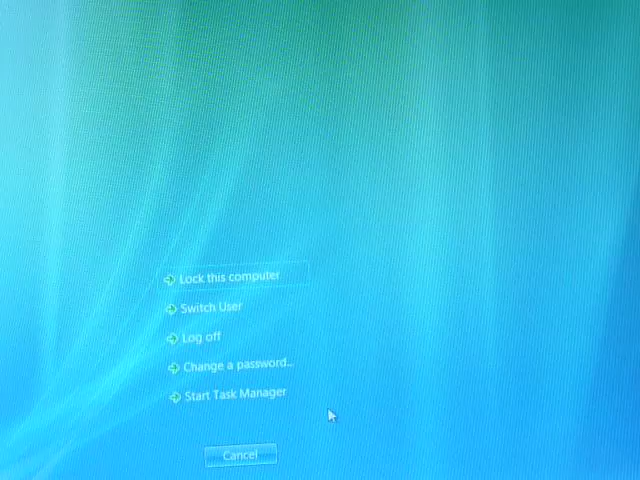 Lock this computer
Switch User
Log off
Change a password...
Start Task Manager
Cancel